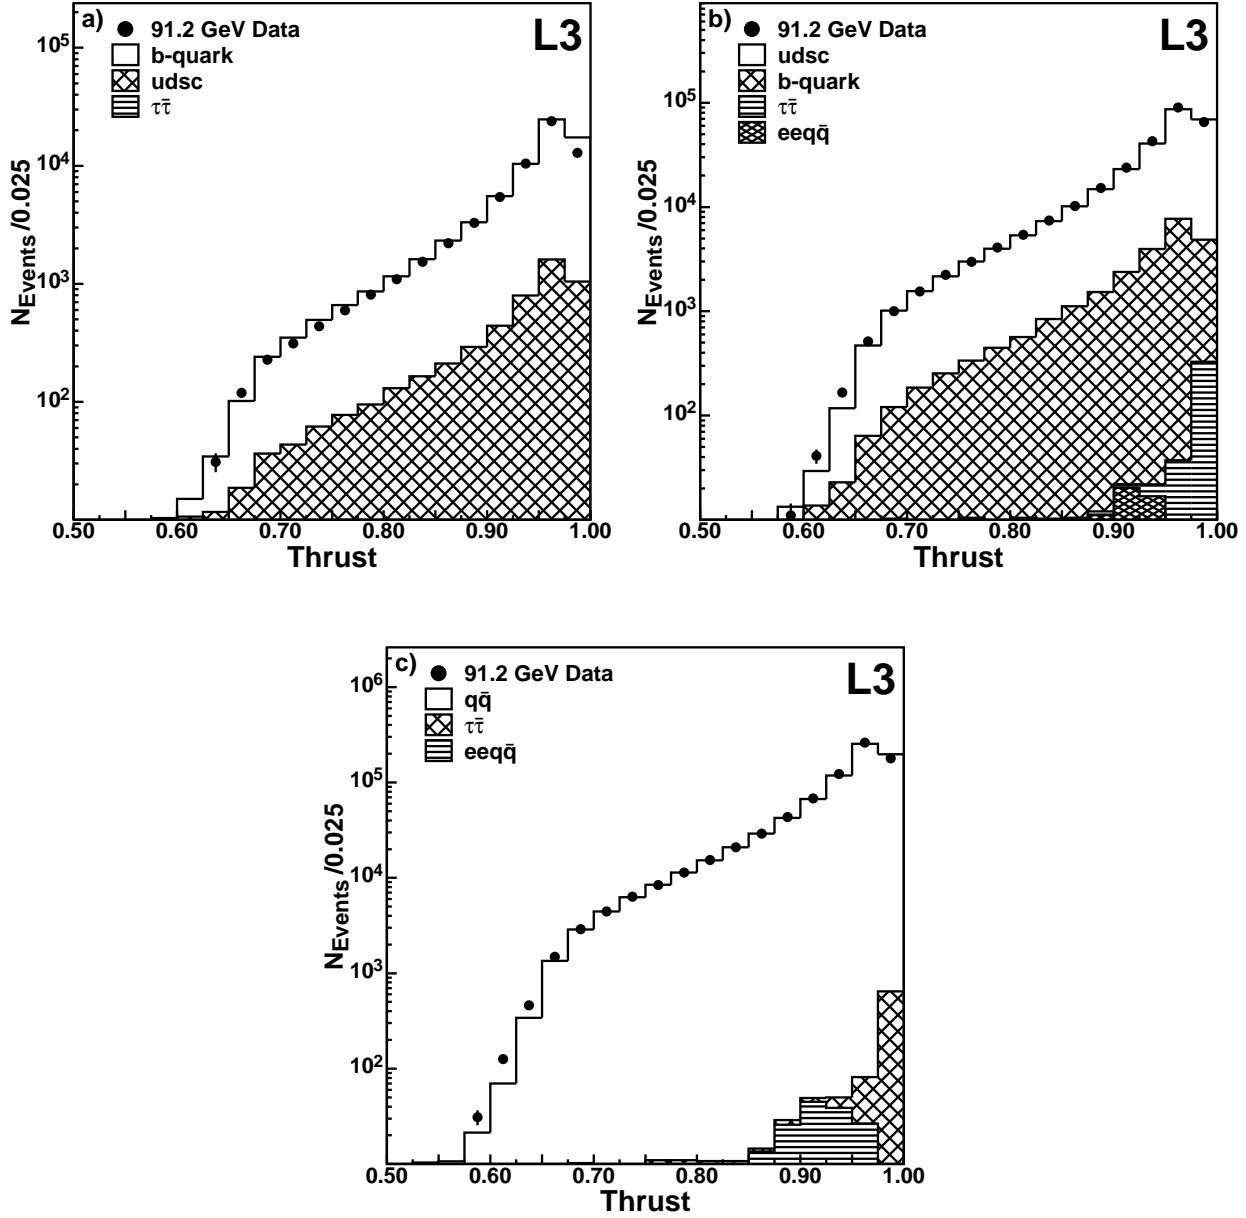 a)
L3
91.2 GeV Data
b-quark
udsc
ττ̄
10⁵
10⁴
10³
10²
N_Events /0.025
0.50 0.60 0.70 0.80 0.90 1.00
Thrust
b)
L3
91.2 GeV Data
udsc
b-quark
ττ̄
eeqq̄
10⁵
10⁴
10³
10²
N_Events /0.025
0.50 0.60 0.70 0.80 0.90 1.00
Thrust
c)
L3
91.2 GeV Data
qq̄
ττ̄
eeqq̄
10⁶
10⁵
10⁴
10³
10²
N_Events /0.025
0.50 0.60 0.70 0.80 0.90 1.00
Thrust